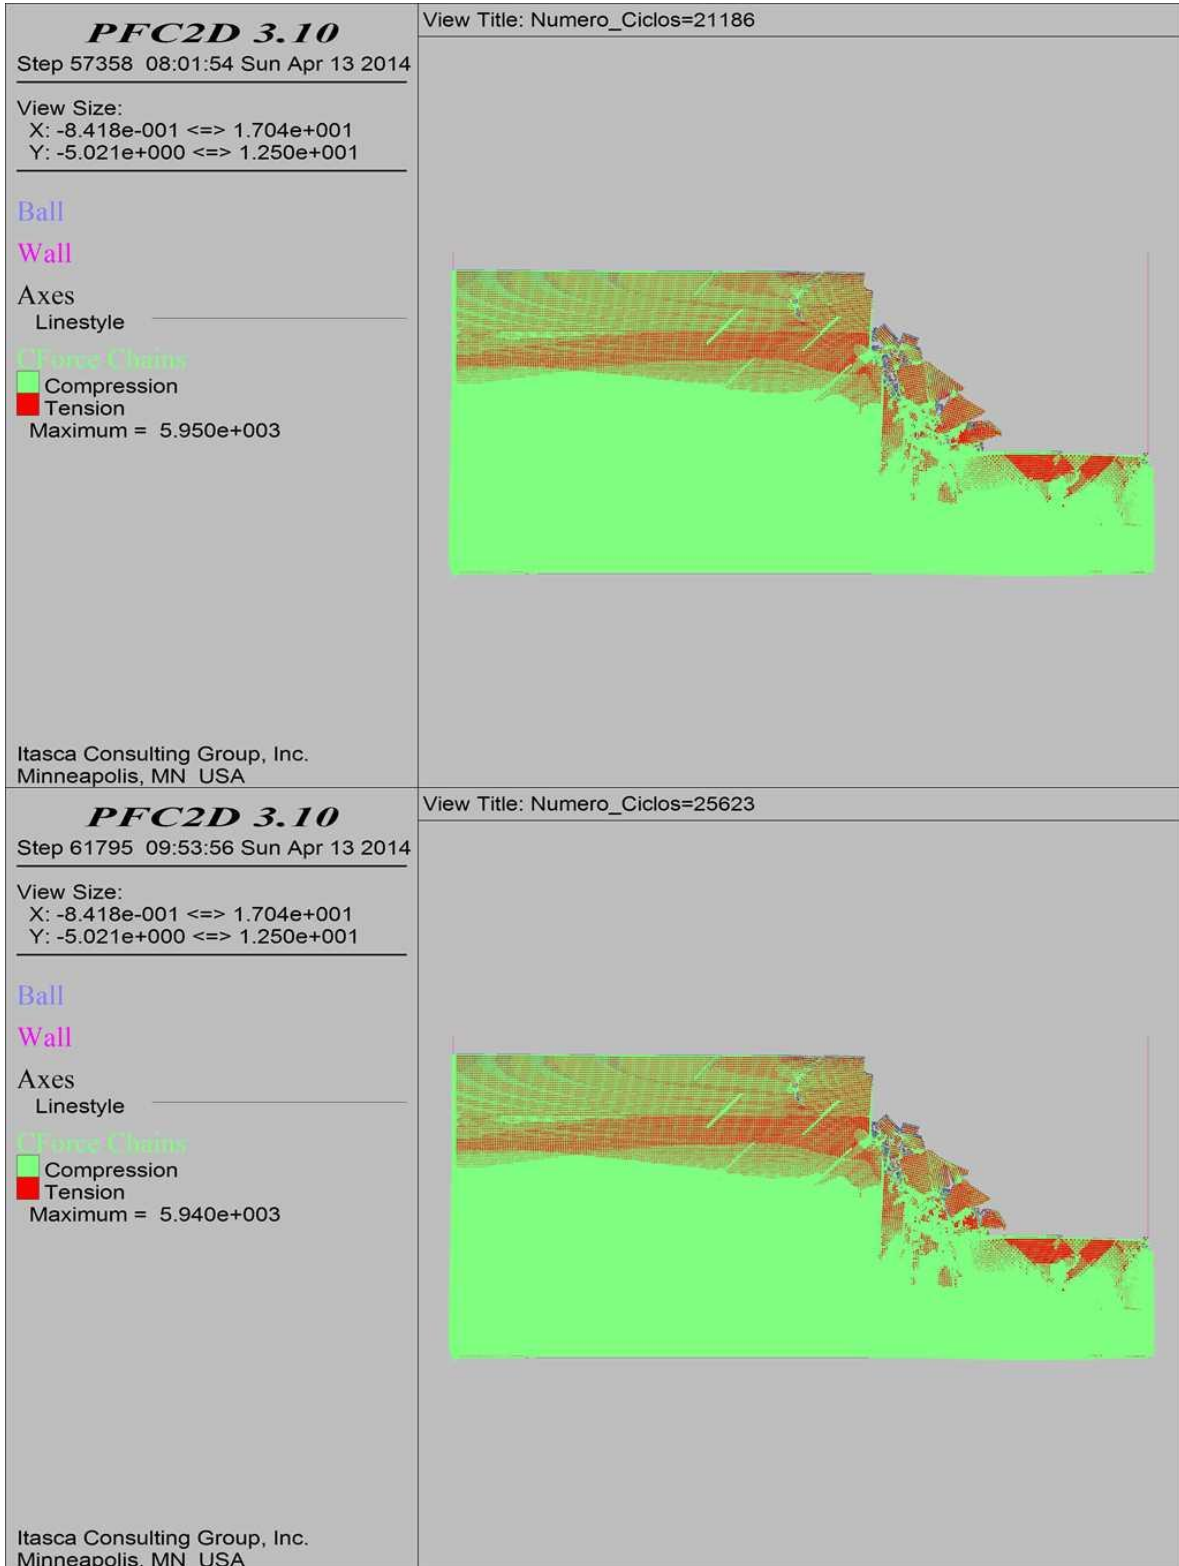 PFC2D 3.10
Step 57358 08:01:54 Sun Apr 13 2014
View Size:
X: -8.418e-001 <=> 1.704e+001
Y: -5.021e+000 <=> 1.250e+001
Ball
Wall
Axes
Linestyle
CForce Chains
Compression
Tension
Maximum = 5.950e+003
Itasca Consulting Group, Inc.
Minneapolis, MN USA
View Title: Numero_Ciclos=21186
PFC2D 3.10
Step 61795 09:53:56 Sun Apr 13 2014
View Size:
X: -8.418e-001 <=> 1.704e+001
Y: -5.021e+000 <=> 1.250e+001
Ball
Wall
Axes
Linestyle
CForce Chains
Compression
Tension
Maximum = 5.940e+003
Itasca Consulting Group, Inc.
Minneapolis, MN USA
View Title: Numero_Ciclos=25623